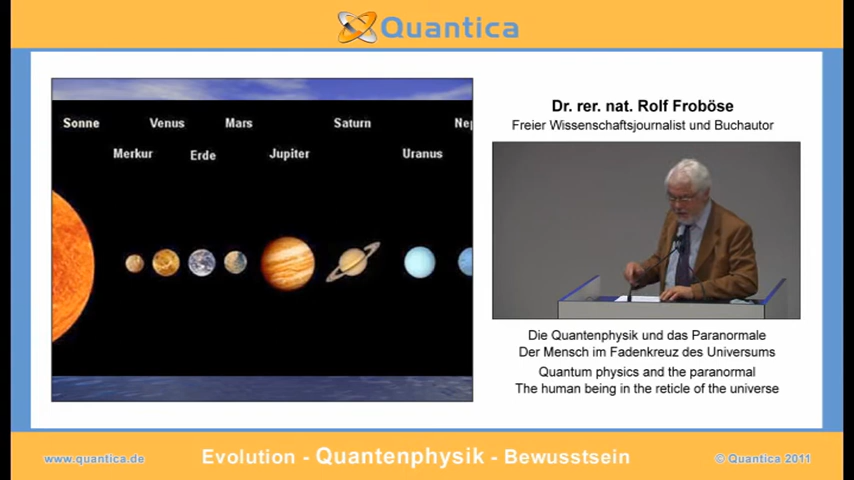 Quantica
Sonne
Venus
Mars
Saturn
Nep
Merkur
Erde
Jupiter
Uranus
Dr. rer. nat. Rolf Froböse
Freier Wissenschaftsjournalist und Buchautor
Die Quantenphysik und das Paranormale
Der Mensch im Fadenkreuz des Universums
Quantum physics and the paranormal
The human being in the reticle of the universe
www.quantica.de
Evolution - Quantenphysik - Bewusstsein
© Quantica 2011